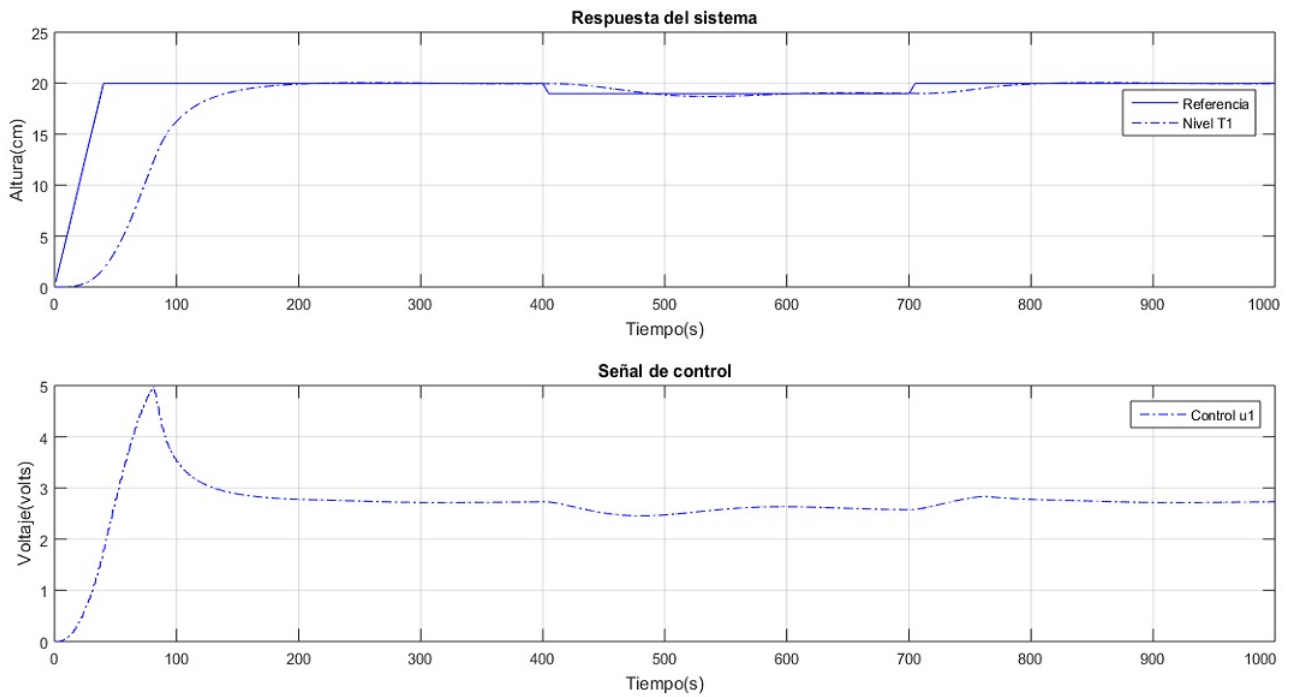 Respuesta del sistema
25
20
15
10
5
0
Altura(cm)
Referencia
Nivel T1
0 100 200 300 400 500 600 700 800 900 1000
Tiempo(s)
Señal de control
5
4
3
2
1
0
Voltaje(volts)
Control u1
0 100 200 300 400 500 600 700 800 900 1000
Tiempo(s)